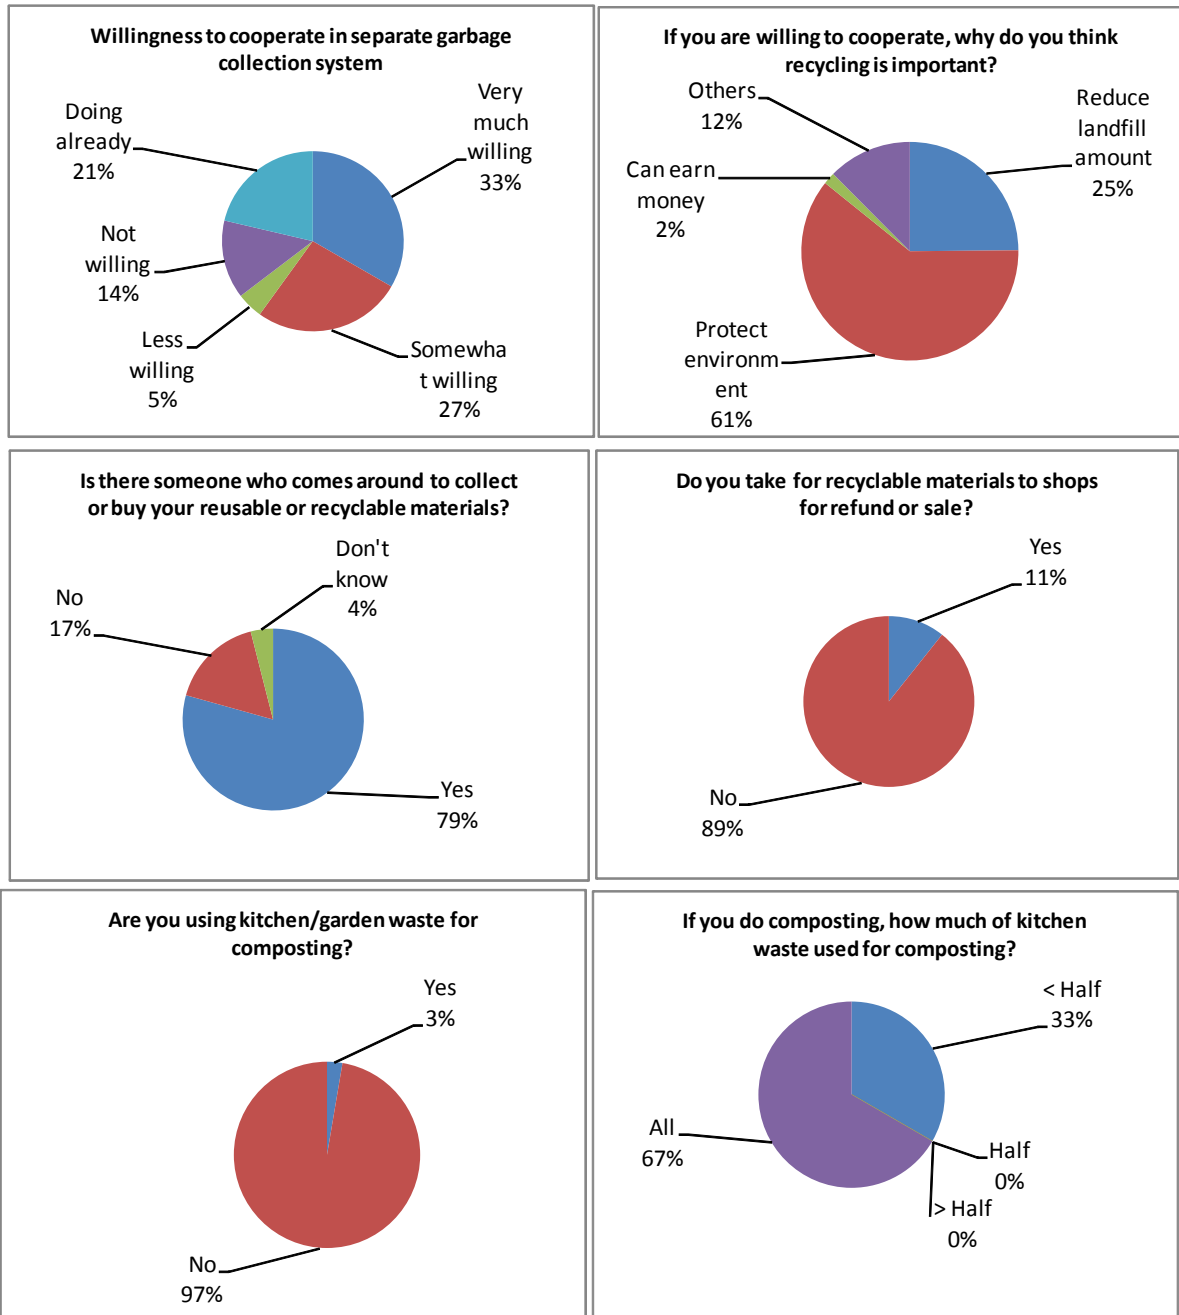 Willingness to cooperate in separate garbage
collection system
Very
much
willing
33%
Somewha
t willing
27%
Less
willing
5%
Not
willing
14%
Doing
already
21%
If you are willing to cooperate, why do you think
recycling is important?
Reduce
landfill
amount
25%
Protect
environm
ent
61%
Can earn
money
2%
Others
12%
Is there someone who comes around to collect
or buy your reusable or recyclable materials?
Don't
know
4%
No
17%
Yes
79%
Do you take for recyclable materials to shops
for refund or sale?
Yes
11%
No
89%
Are you using kitchen/garden waste for
composting?
Yes
3%
No
97%
If you do composting, how much of kitchen
waste used for composting?
< Half
33%
Half
0%
> Half
0%
All
67%